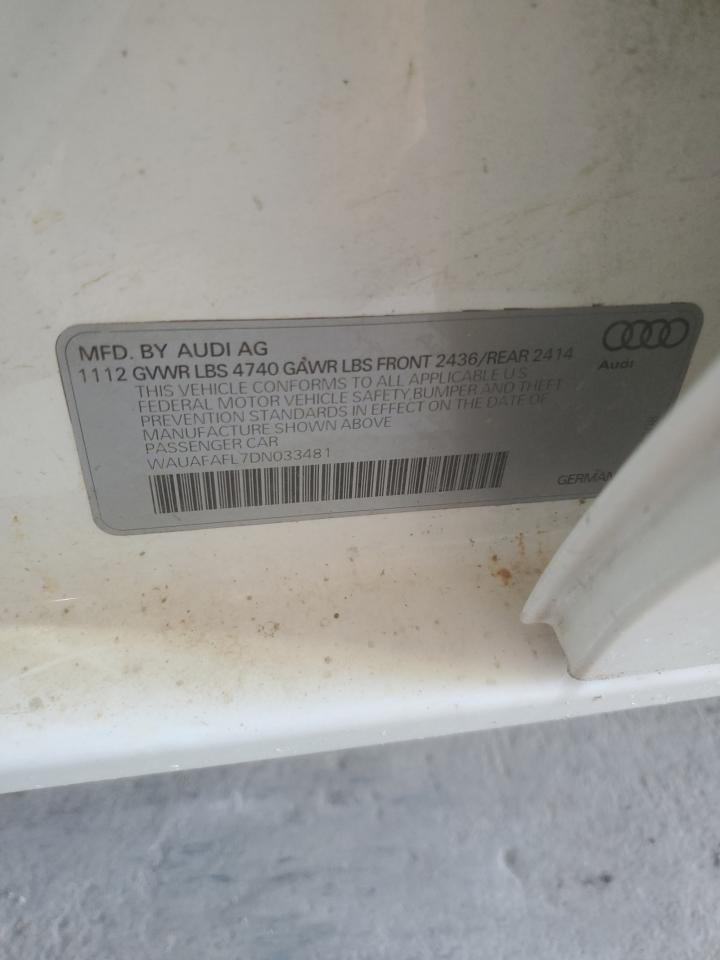 MFD. BY AUDI AG
1112 GVWR LBS 4740 GAWR LBS FRONT 2436/REAR 2414
THIS VEHICLE CONFORMS TO ALL APPLICABLE U.S.
FEDERAL MOTOR VEHICLE SAFETY,BUMPER AND THEFT
PREVENTION STANDARDS IN EFFECT ON THE DATE OF
MANUFACTURE SHOWN ABOVE
PASSENGER CAR
WAUAFAFL7DN033481
Audi
GERMAN